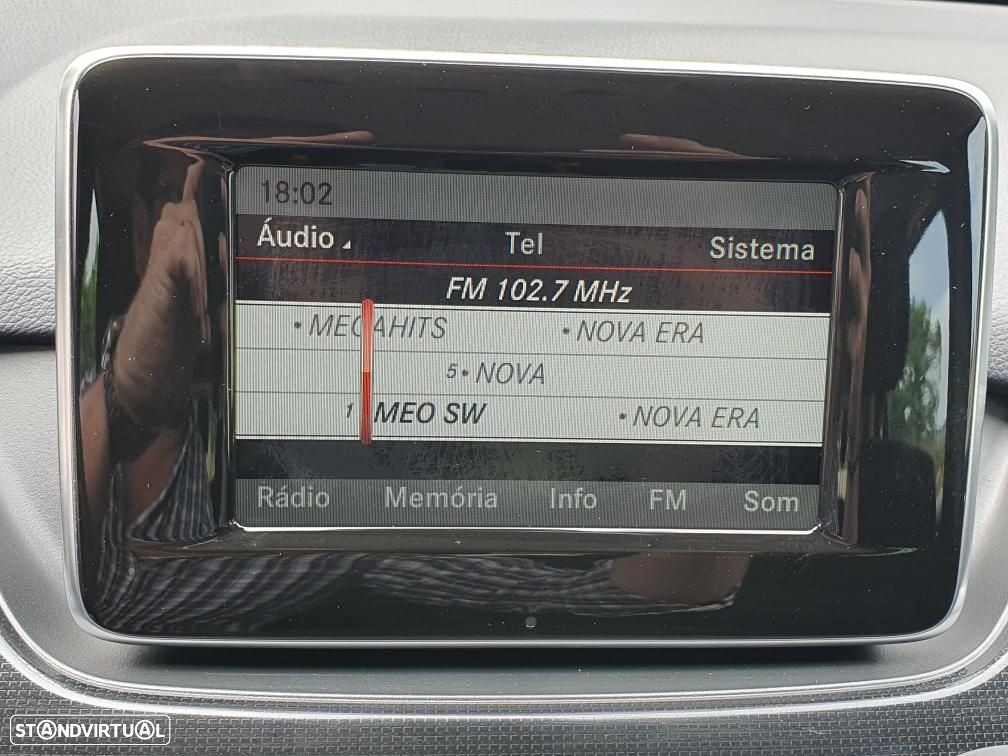 18:02
Áudio Tel Sistema
FM 102.7 MHz
• MEGAHITS • NOVA ERA
5 • NOVA
1 MEO SW • NOVA ERA
Rádio Memória Info FM Som
STANDVIRTUAL